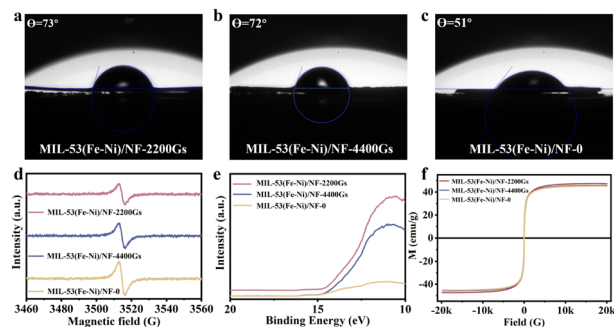 a
Θ=73°
MIL-53(Fe-Ni)/NF-2200Gs
b
Θ=72°
MIL-53(Fe-Ni)/NF-4400Gs
c
Θ=51°
MIL-53(Fe-Ni)/NF-0
d
Intensity (a.u.)
MIL-53(Fe-Ni)/NF-2200Gs
MIL-53(Fe-Ni)/NF-4400Gs
MIL-53(Fe-Ni)/NF-0
3460 3480 3500 3520 3540 3560
Magnetic field (G)
e
Intensity (a.u.)
MIL-53(Fe-Ni)/NF-2200Gs
MIL-53(Fe-Ni)/NF-4400Gs
MIL-53(Fe-Ni)/NF-0
20 15 10
Binding Energy (eV)
f
M (emu/g)
MIL-53(Fe-Ni)/NF-2200Gs
MIL-53(Fe-Ni)/NF-4400Gs
MIL-53(Fe-Ni)/NF-0
40
20
0
-20
-40
-20k -10k 0 10k 20k
Field (G)